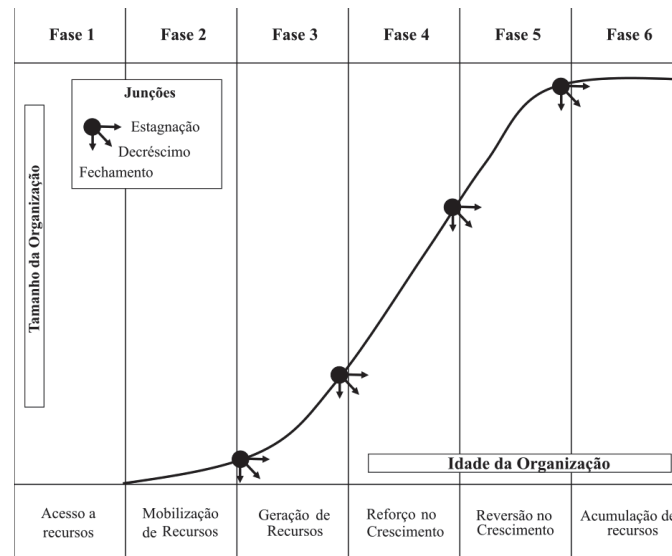 Fase 1
Fase 2
Fase 3
Fase 4
Fase 5
Fase 6
Junções
Estagnação
Decréscimo
Fechamento
Tamanho da Organização
Idade da Organização
Acesso a
recursos
Mobilização
de Recursos
Geração de
Recursos
Reforço no
Crescimento
Reversão no
Crescimento
Acumulação de
recursos